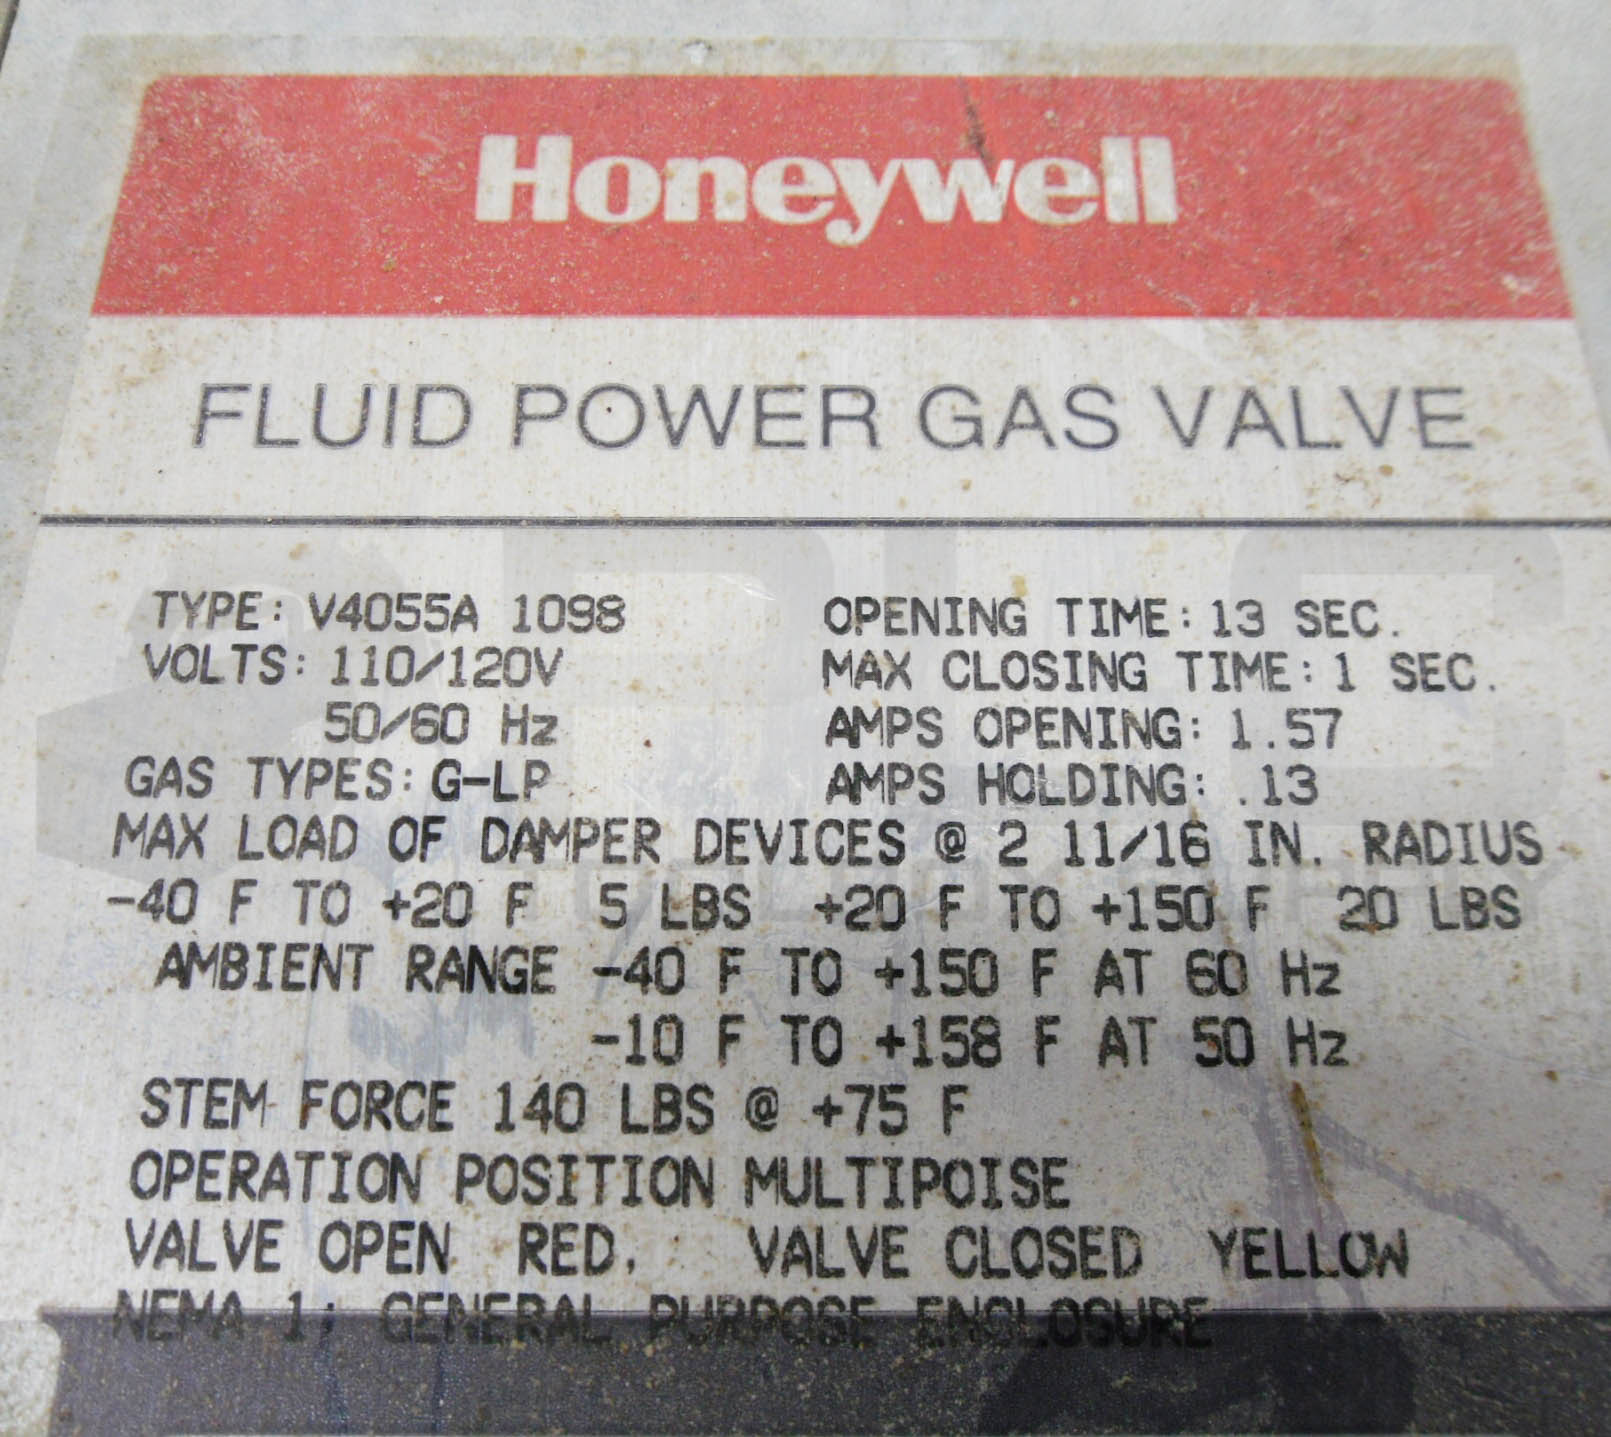 Honeywell
FLUID POWER GAS VALVE
TYPE: V4055A 1098
VOLTS: 110/120V
50/60 Hz
GAS TYPES: G-LP
OPENING TIME: 13 SEC.
MAX CLOSING TIME: 1 SEC.
AMPS OPENING: 1.57
AMPS HOLDING: .13
MAX LOAD OF DAMPER DEVICES @ 2 11/16 IN. RADIUS
-40 F TO +20 F 5 LBS +20 F TO +150 F 20 LBS
AMBIENT RANGE -40 F TO +150 F AT 60 Hz
-10 F TO +158 F AT 50 Hz
STEM FORCE 140 LBS @ +75 F
OPERATION POSITION MULTIPOISE
VALVE OPEN RED, VALVE CLOSED YELLOW
NEMA 1; GENERAL PURPOSE ENCLOSURE